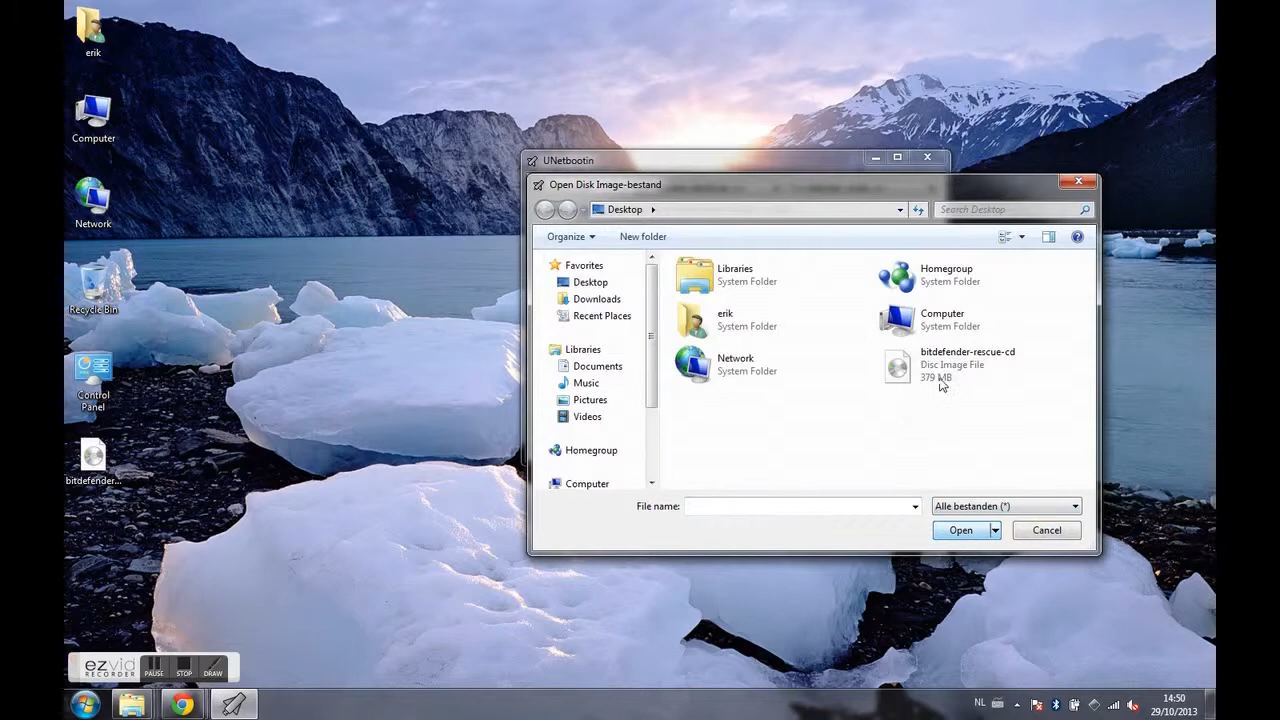 erik
Computer
Network
Recycle Bin
Control
Panel
bitdefender...
UNetbootin
Open Disk Image-bestand
Desktop
Search Desktop
Organize
New folder
Favorites
Desktop
Downloads
Recent Places
Libraries
Documents
Music
Pictures
Videos
Homegroup
Computer
Libraries
System Folder
Homegroup
System Folder
erik
System Folder
Computer
System Folder
Network
System Folder
bitdefender-rescue-cd
Disc Image File
379 MB
File name:
Alle bestanden (*)
Open
Cancel
ezvid
RECORDER
PAUSE
STOP
DRAW
NL
14:50
29/10/2013